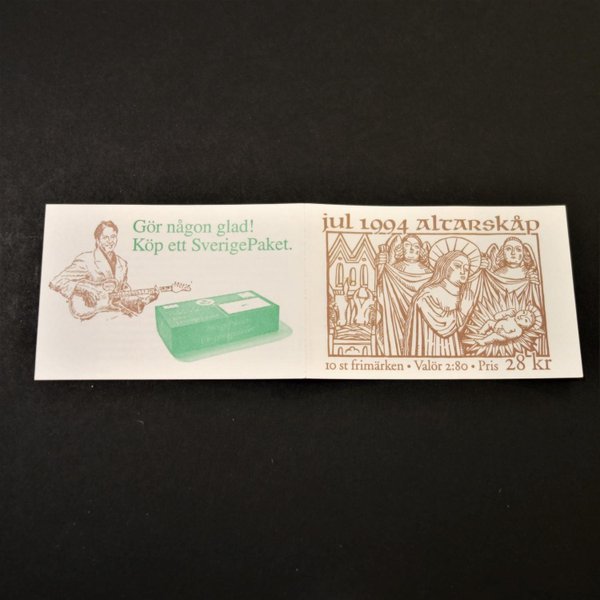 Gör någon glad!
Köp ett SverigePaket.
jul 1994 altarskåp
10 st frimärken • Valör 2:80 • Pris 28 kr